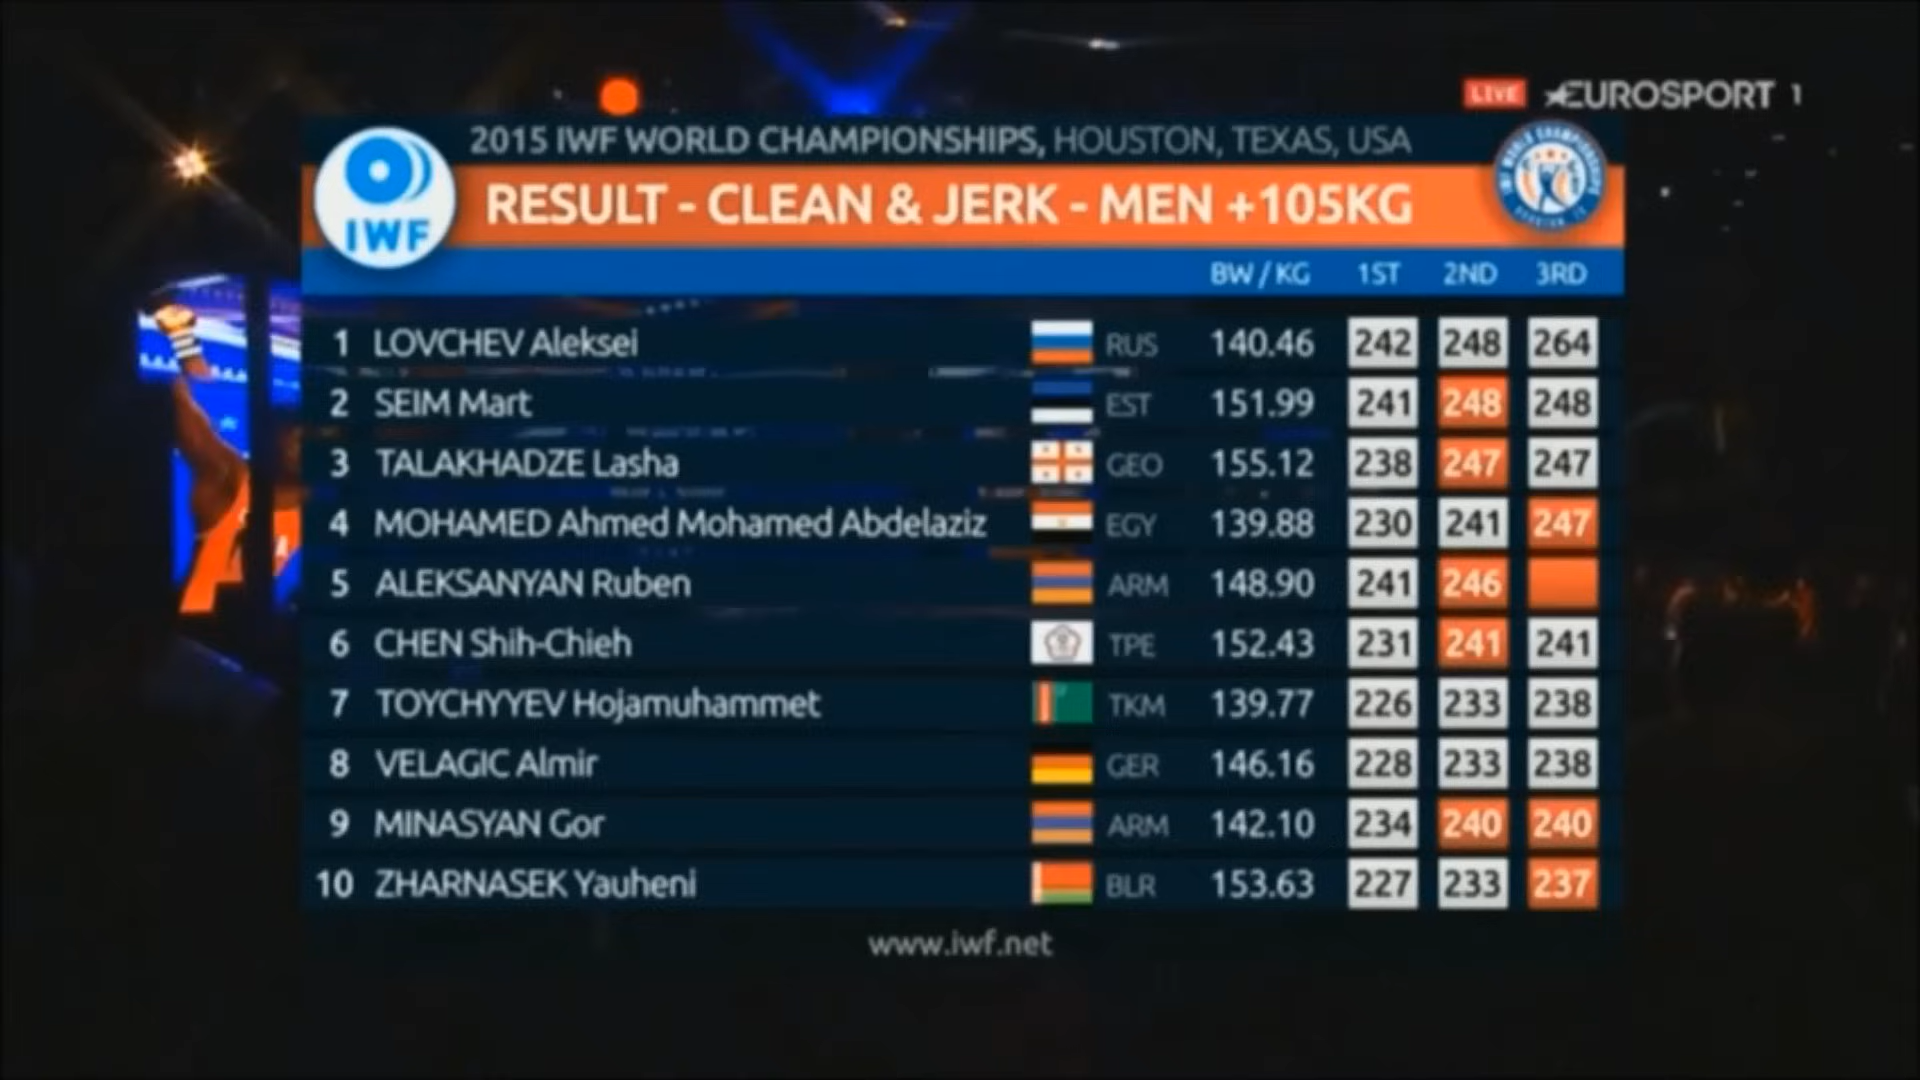 LIVE EUROSPORT 1
2015 IWF WORLD CHAMPIONSHIPS, HOUSTON, TEXAS, USA
IWF
RESULT - CLEAN & JERK - MEN +105KG
BW / KG 1ST 2ND 3RD
1 LOVCHEV Aleksei RUS 140.46 242 248 264
2 SEIM Mart EST 151.99 241 248 248
3 TALAKHADZE Lasha GEO 155.12 238 247 247
4 MOHAMED Ahmed Mohamed Abdelaziz EGY 139.88 230 241 247
5 ALEKSANYAN Ruben ARM 148.90 241 246
6 CHEN Shih-Chieh TPE 152.43 231 241 241
7 TOYCHYYEV Hojamuhammet TKM 139.77 226 233 238
8 VELAGIC Almir GER 146.16 228 233 238
9 MINASYAN Gor ARM 142.10 234 240 240
10 ZHARNASEK Yauheni BLR 153.63 227 233 237
www.iwf.net